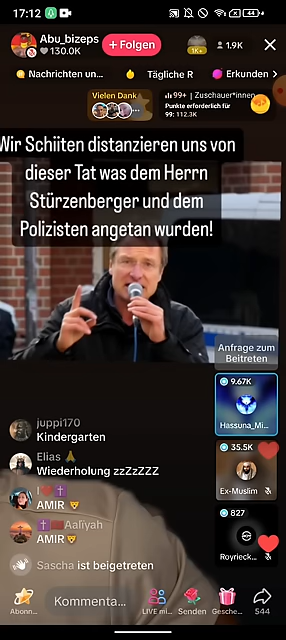 17:12
44
Abu_bizeps
130.0K
+ Folgen
1K+
1.9K
Nachrichten un...
Tägliche R
Erkunden
Vielen Dank
99+ | Zuschauer*innen
Punkte erforderlich für
99: 112.3K
Wir Schiiten distanzieren uns von
dieser Tat was dem Herrn
Stürzenberger und dem
Polizisten angetan wurden!
Anfrage zum
Beitreten
9.67K
Hassuna_Mi...
35.5K
Ex-Muslim
827
Royrieck...
juppi170
Kindergarten
Elias
Wiederholung zzZzZZZ
AMIR
Aaliyah
AMIR
Sascha ist beigetreten
Abonn...
Kommenta...
LIVE mi...
Senden
Gesche...
544